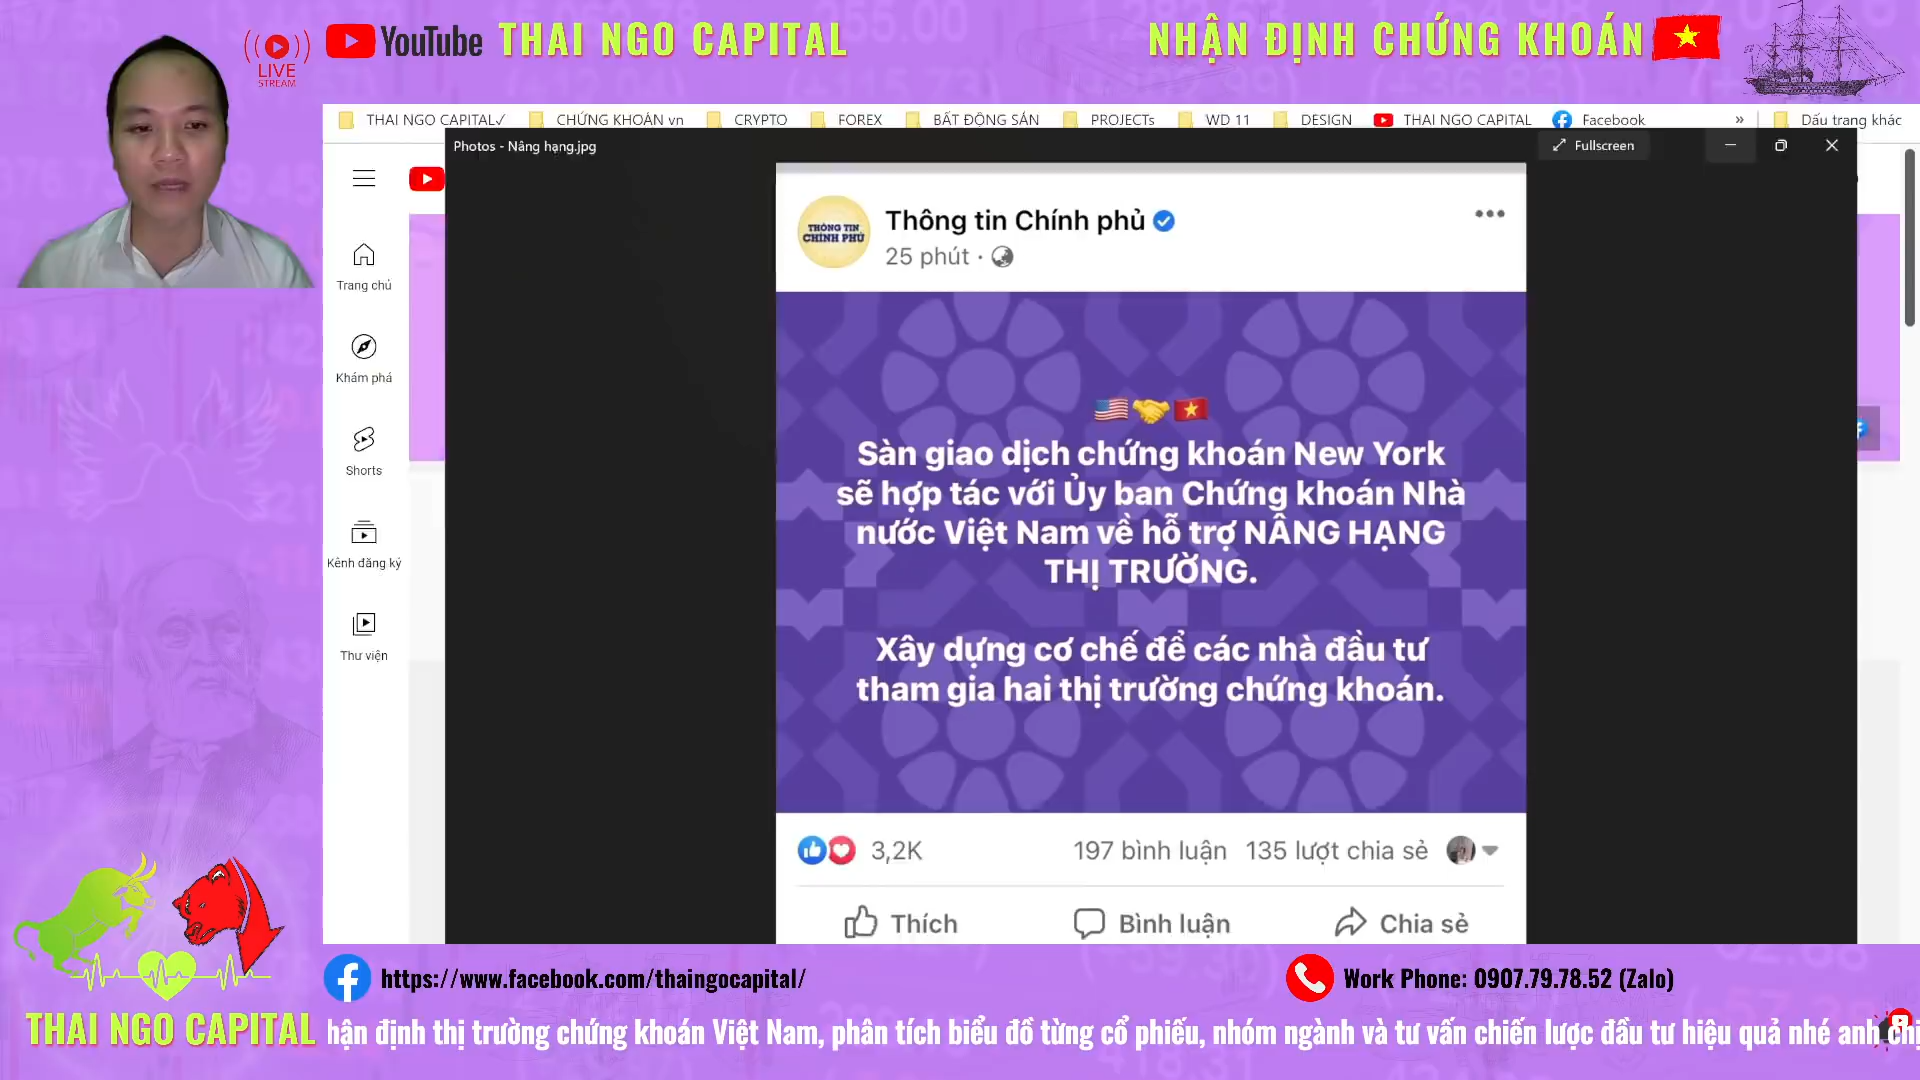 LIVE
STREAM
YouTube
THAI NGO CAPITAL
NHẬN ĐỊNH CHỨNG KHOÁN
THAI NGO CAPITAL✓
CHỨNG KHOÁN vn
CRYPTO
FOREX
BẤT ĐỘNG SẢN
PROJECTs
WD 11
DESIGN
THAI NGO CAPITAL
Facebook
»
Dấu trang khác
Photos - Nâng hạng.jpg
Fullscreen
Trang chủ
Khám phá
Shorts
Kênh đăng ký
Thư viện
THÔNG TIN
CHÍNH PHỦ
Thông tin Chính phủ
25 phút ·
Sàn giao dịch chứng khoán New York
sẽ hợp tác với Ủy ban Chứng khoán Nhà
nước Việt Nam về hỗ trợ NÂNG HẠNG
THỊ TRƯỜNG.
Xây dựng cơ chế để các nhà đầu tư
tham gia hai thị trường chứng khoán.
3,2K
197 bình luận
135 lượt chia sẻ
Thích
Bình luận
Chia sẻ
https://www.facebook.com/thaingocapital/
Work Phone: 0907.79.78.52 (Zalo)
THAI NGO CAPITAL
hận định thị trường chứng khoán Việt Nam, phân tích biểu đồ từng cổ phiếu, nhóm ngành và tư vấn chiến lược đầu tư hiệu quả nhé anh chị